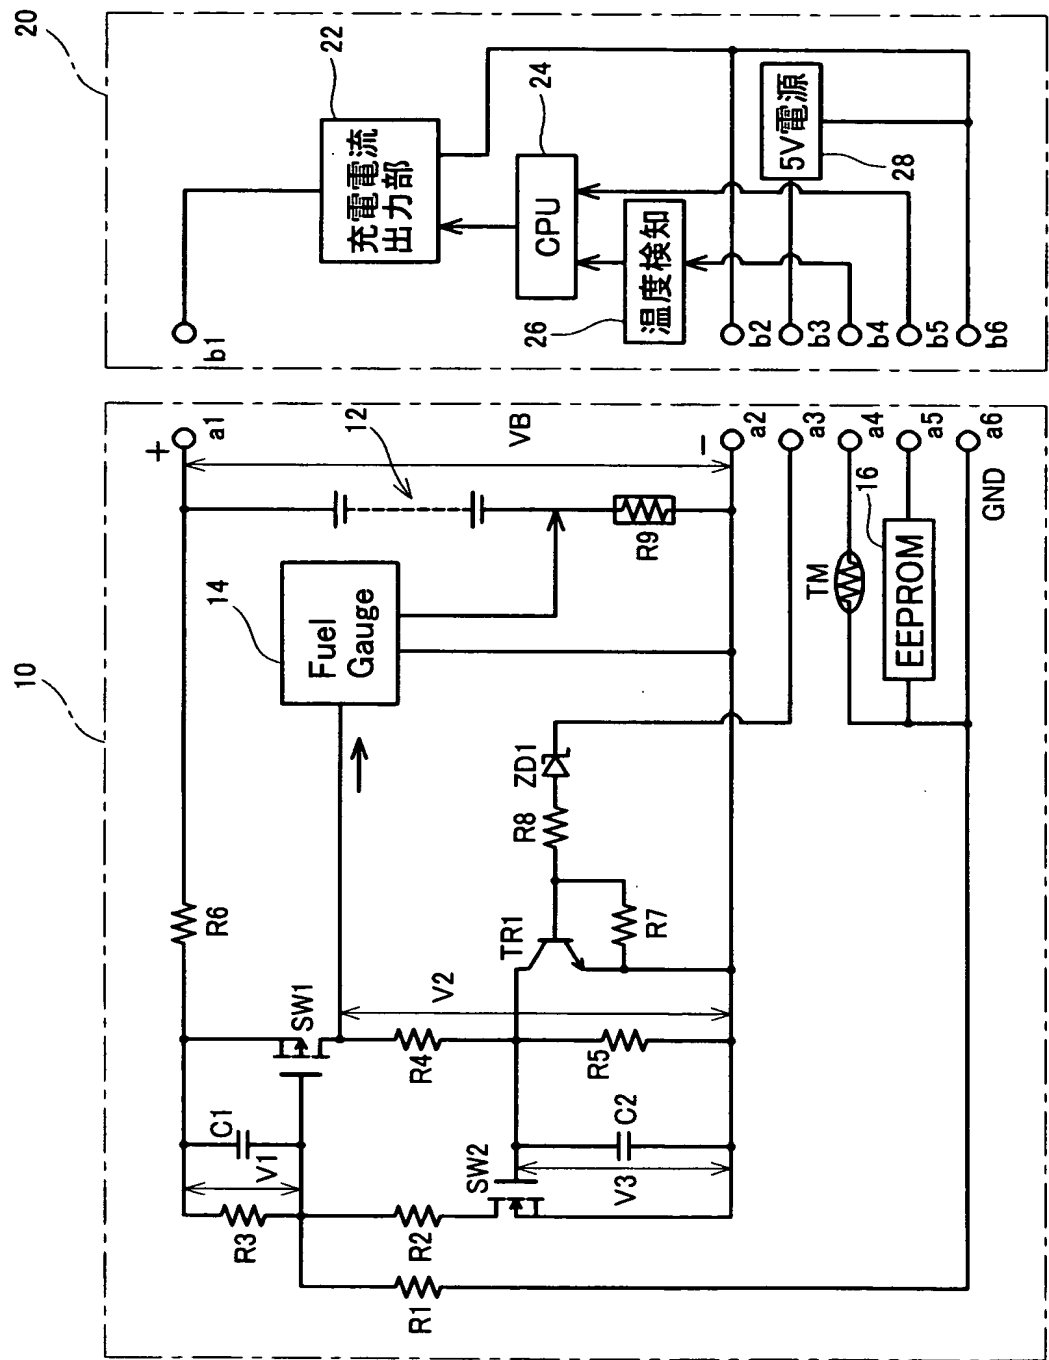 10
20
+
a1
R6
C1
V1
R3
SW1
R1
R2
SW2
V3
C2
R4
R5
V2
TR1
R7
R8
ZD1
14
Fuel
Gauge
12
VB
R9
-
a2
a3
a4
a5
a6
TM
16
EEPROM
GND
b1
22
充電電流
出力部
24
CPU
26
温度検知
5V電源
28
b2
b3
b4
b5
b6